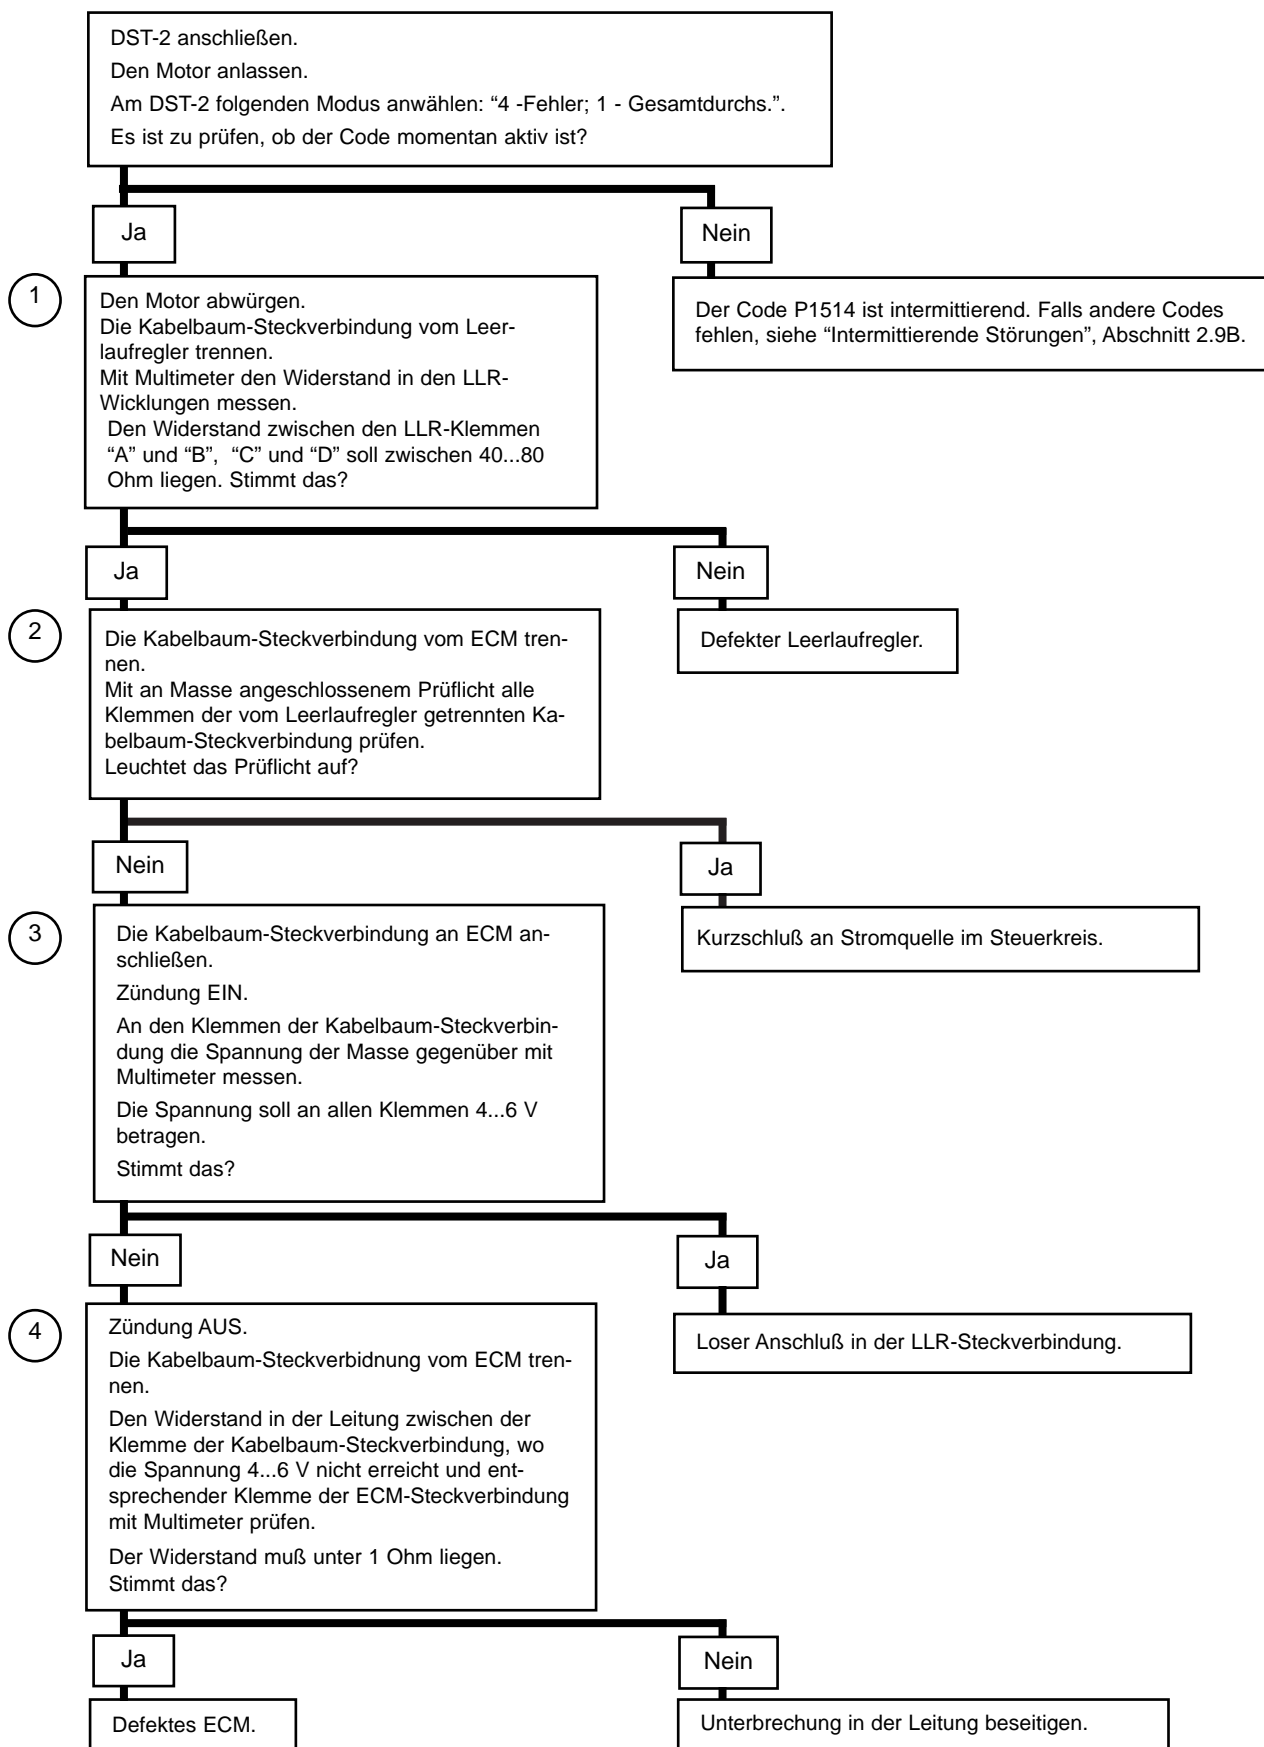 DST-2 anschließen.
Den Motor anlassen.
Am DST-2 folgenden Modus anwählen: “4 -Fehler; 1 - Gesamtdurchs.”.
Es ist zu prüfen, ob der Code momentan aktiv ist?
Ja
Nein
1
Den Motor abwürgen.
Die Kabelbaum-Steckverbindung vom Leer-
laufregler trennen.
Mit Multimeter den Widerstand in den LLR-
Wicklungen messen.
Den Widerstand zwischen den LLR-Klemmen
“A” und “B”, “C” und “D” soll zwischen 40...80
Ohm liegen. Stimmt das?
Der Code P1514 ist intermittierend. Falls andere Codes
fehlen, siehe “Intermittierende Störungen”, Abschnitt 2.9B.
Ja
Nein
2
Die Kabelbaum-Steckverbindung vom ECM tren-
nen.
Mit an Masse angeschlossenem Prüflicht alle
Klemmen der vom Leerlaufregler getrennten Ka-
belbaum-Steckverbindung prüfen.
Leuchtet das Prüflicht auf?
Defekter Leerlaufregler.
Nein
Ja
3
Die Kabelbaum-Steckverbindung an ECM an-
schließen.
Zündung EIN.
An den Klemmen der Kabelbaum-Steckverbin-
dung die Spannung der Masse gegenüber mit
Multimeter messen.
Die Spannung soll an allen Klemmen 4...6 V
betragen.
Stimmt das?
Kurzschluß an Stromquelle im Steuerkreis.
Nein
Ja
4
Zündung AUS.
Die Kabelbaum-Steckverbidnung vom ECM tren-
nen.
Den Widerstand in der Leitung zwischen der
Klemme der Kabelbaum-Steckverbindung, wo
die Spannung 4...6 V nicht erreicht und ent-
sprechender Klemme der ECM-Steckverbindung
mit Multimeter prüfen.
Der Widerstand muß unter 1 Ohm liegen.
Stimmt das?
Loser Anschluß in der LLR-Steckverbindung.
Ja
Nein
Defektes ECM.
Unterbrechung in der Leitung beseitigen.